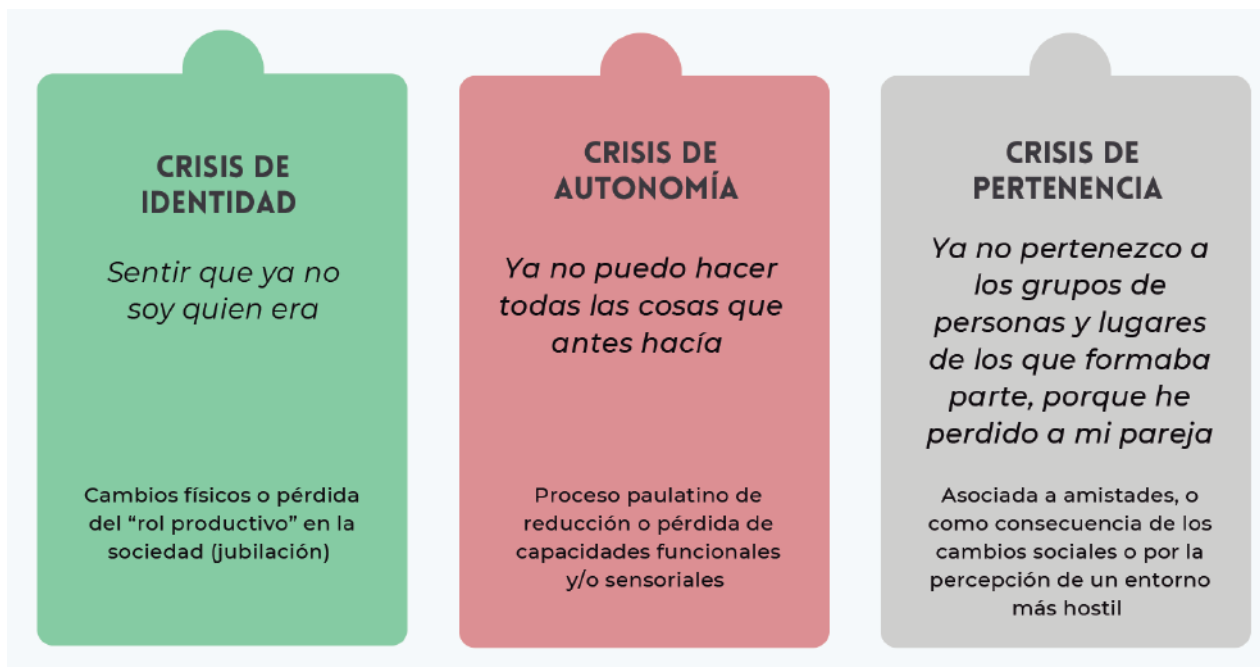 CRISIS DE
IDENTIDAD
Sentir que ya no
soy quien era
Cambios físicos o pérdida
del “rol productivo” en la
sociedad (jubilación)
CRISIS DE
AUTONOMÍA
Ya no puedo hacer
todas las cosas que
antes hacía
Proceso paulatino de
reducción o pérdida de
capacidades funcionales
y/o sensoriales
CRISIS DE
PERTENENCIA
Ya no pertenezco a
los grupos de
personas y lugares
de los que formaba
parte, porque he
perdido a mi pareja
Asociada a amistades, o
como consecuencia de los
cambios sociales o por la
percepción de un entorno
más hostil